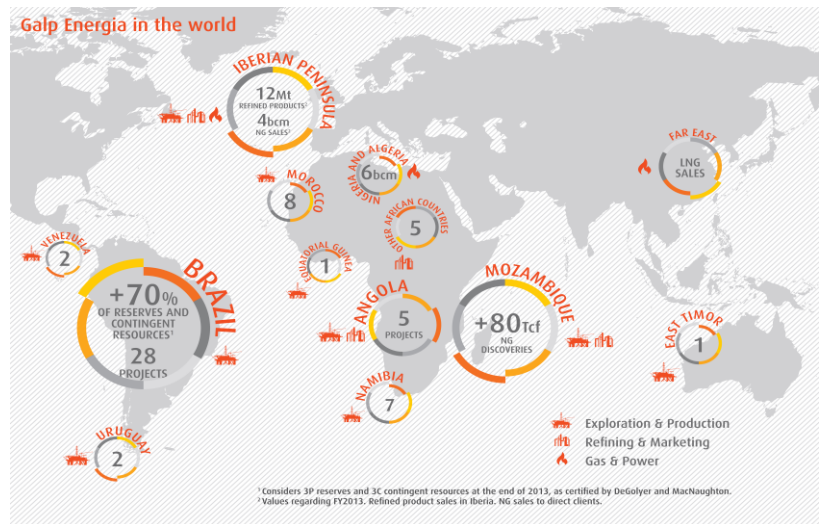 Galp Energia in the world
IBERIAN PENINSULA
12Mt
REFINED PRODUCTS²
4bcm
NG SALES²
NIGERIA AND ALGERIA
6bcm
FAR EAST
LNG
SALES
MOROCCO
8
OTHER AFRICAN COUNTRIES
5
VENEZUELA
2
EQUATORIAL GUINEA
1
BRAZIL
+70%
OF RESERVES AND
CONTINGENT
RESOURCES¹
28
PROJECTS
ANGOLA
5
PROJECTS
MOZAMBIQUE
+80Tcf
NG
DISCOVERIES
EAST TIMOR
1
NAMIBIA
7
URUGUAY
2
Exploration & Production
Refining & Marketing
Gas & Power
¹ Considers 3P reserves and 3C contingent resources at the end of 2013, as certified by DeGolyer and MacNaughton.
² Values regarding FY2013. Refined product sales in Iberia. NG sales to direct clients.